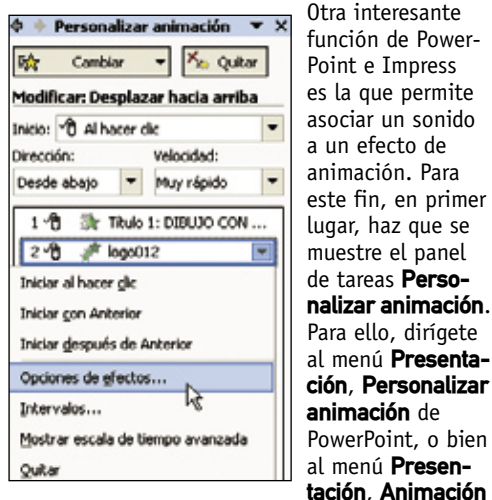 Personalizar animación
Cambiar
Quitar
Modificar: Desplazar hacia arriba
Inicio: Al hacer clic
Dirección: Velocidad:
Desde abajo Muy rápido
1 Título 1: DIBUJO CON ...
2 logo012
Iniciar al hacer clic
Iniciar con Anterior
Iniciar después de Anterior
Opciones de efectos...
Intervalos...
Mostrar escala de tiempo avanzada
Quitar
Otra interesante
función de Power-
Point e Impress
es la que permite
asociar un sonido
a un efecto de
animación. Para
este fin, en primer
lugar, haz que se
muestre el panel
de tareas Perso-
nalizar animación.
Para ello, dirígete
al menú Presenta-
ción, Personalizar
animación de
PowerPoint, o bien
al menú Presen-
tación, Animación